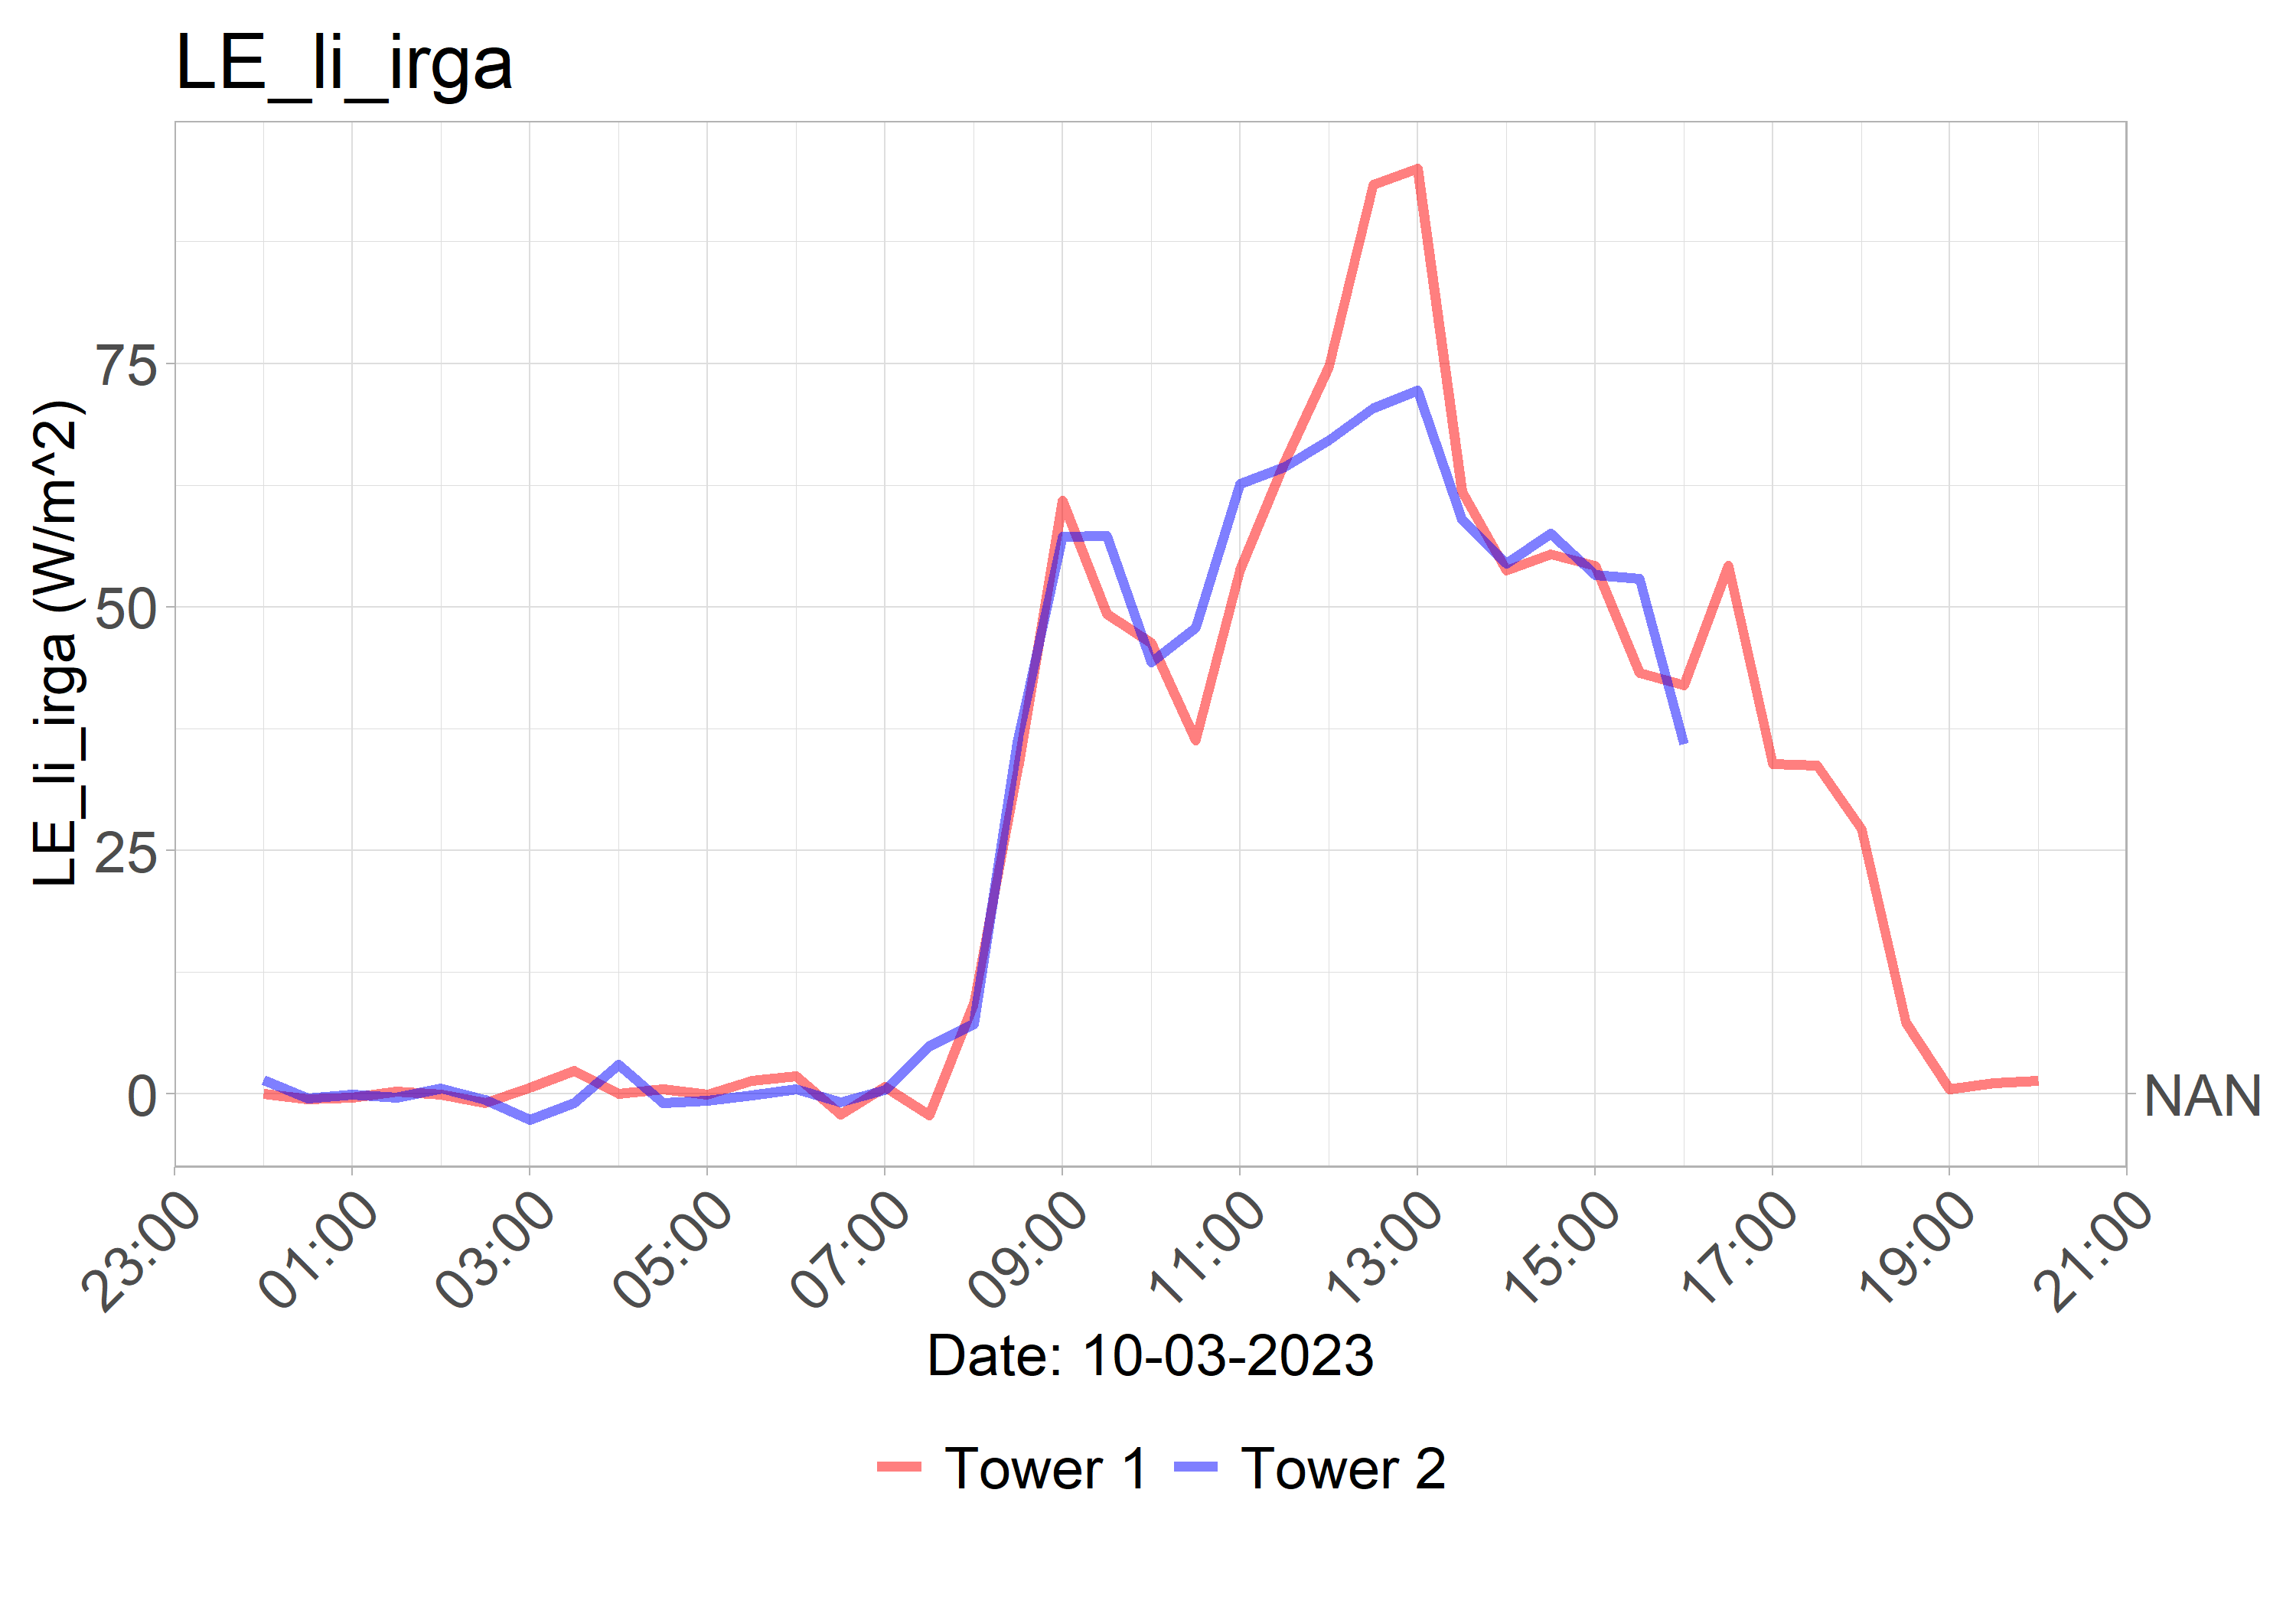 LE_li_irga
LE_li_irga (W/m^2)
75
50
25
0
NAN
23:00 01:00 03:00 05:00 07:00 09:00 11:00 13:00 15:00 17:00 19:00 21:00
Date: 10-03-2023
Tower 1 Tower 2